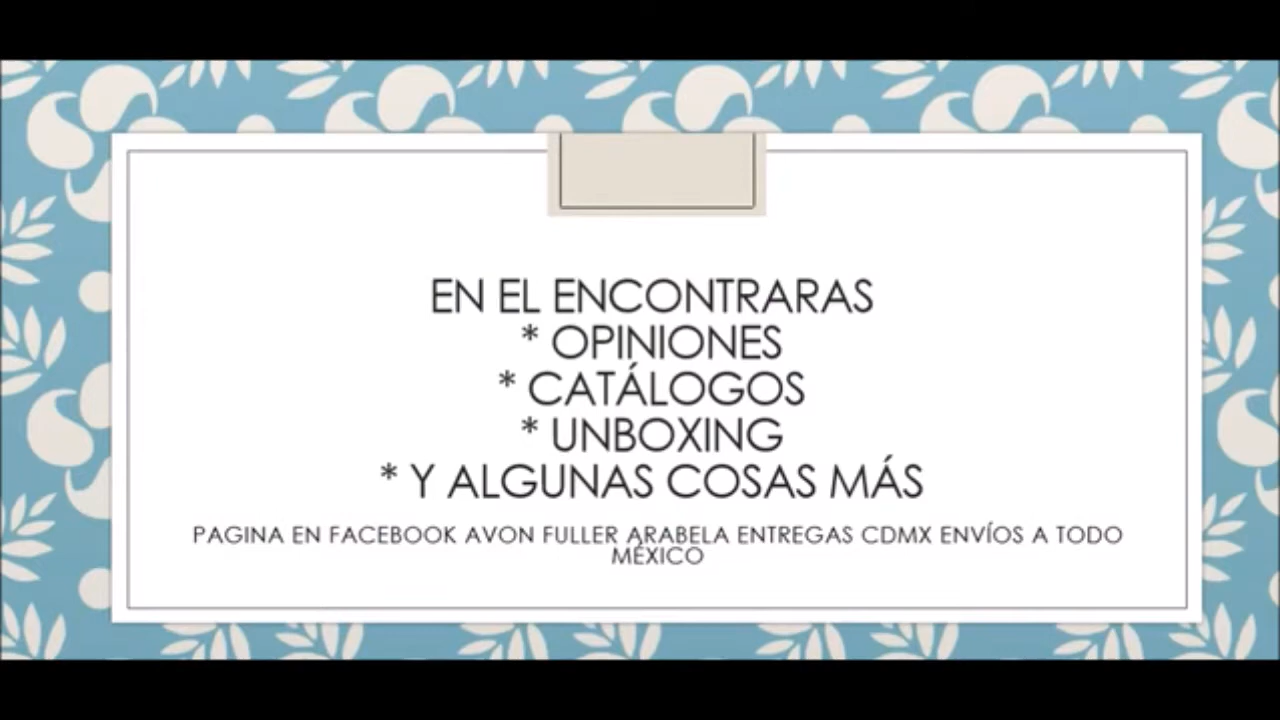 EN EL ENCONTRARAS
* OPINIONES
* CATÁLOGOS
* UNBOXING
* Y ALGUNAS COSAS MÁS
PAGINA EN FACEBOOK AVON FULLER ARABELA ENTREGAS CDMX ENVÍOS A TODO
MÉXICO